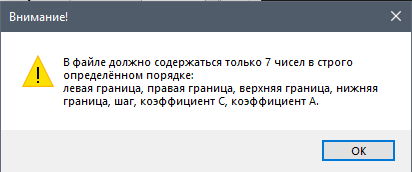 Внимание!
В файле должно содержаться только 7 чисел в строго
определённом порядке:
левая граница, правая граница, верхняя граница, нижняя
граница, шаг, коэффициент C, коэффициент A.
OK